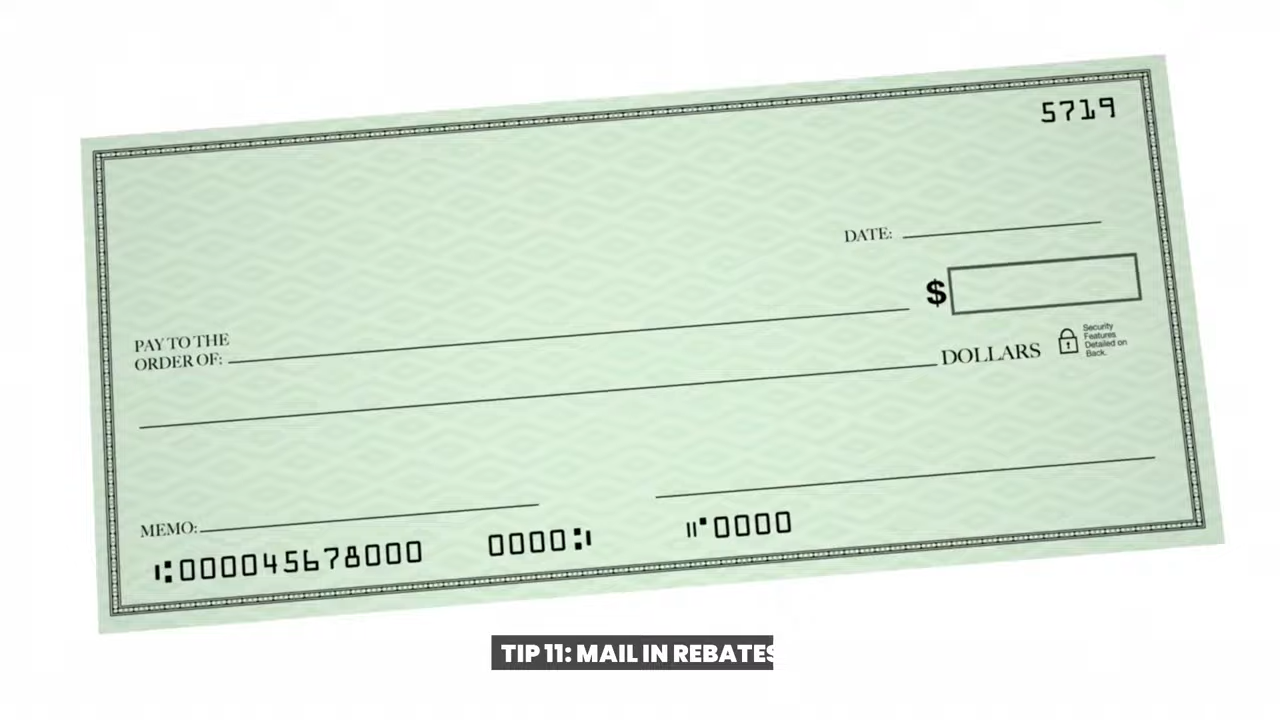 5719
DATE:
$
PAY TO THE
ORDER OF:
DOLLARS
Security
Features
Detailed on
Back.
MEMO:
⑆000045678000 0000⑆ ⑈0000
TIP 11: MAIL IN REBATES